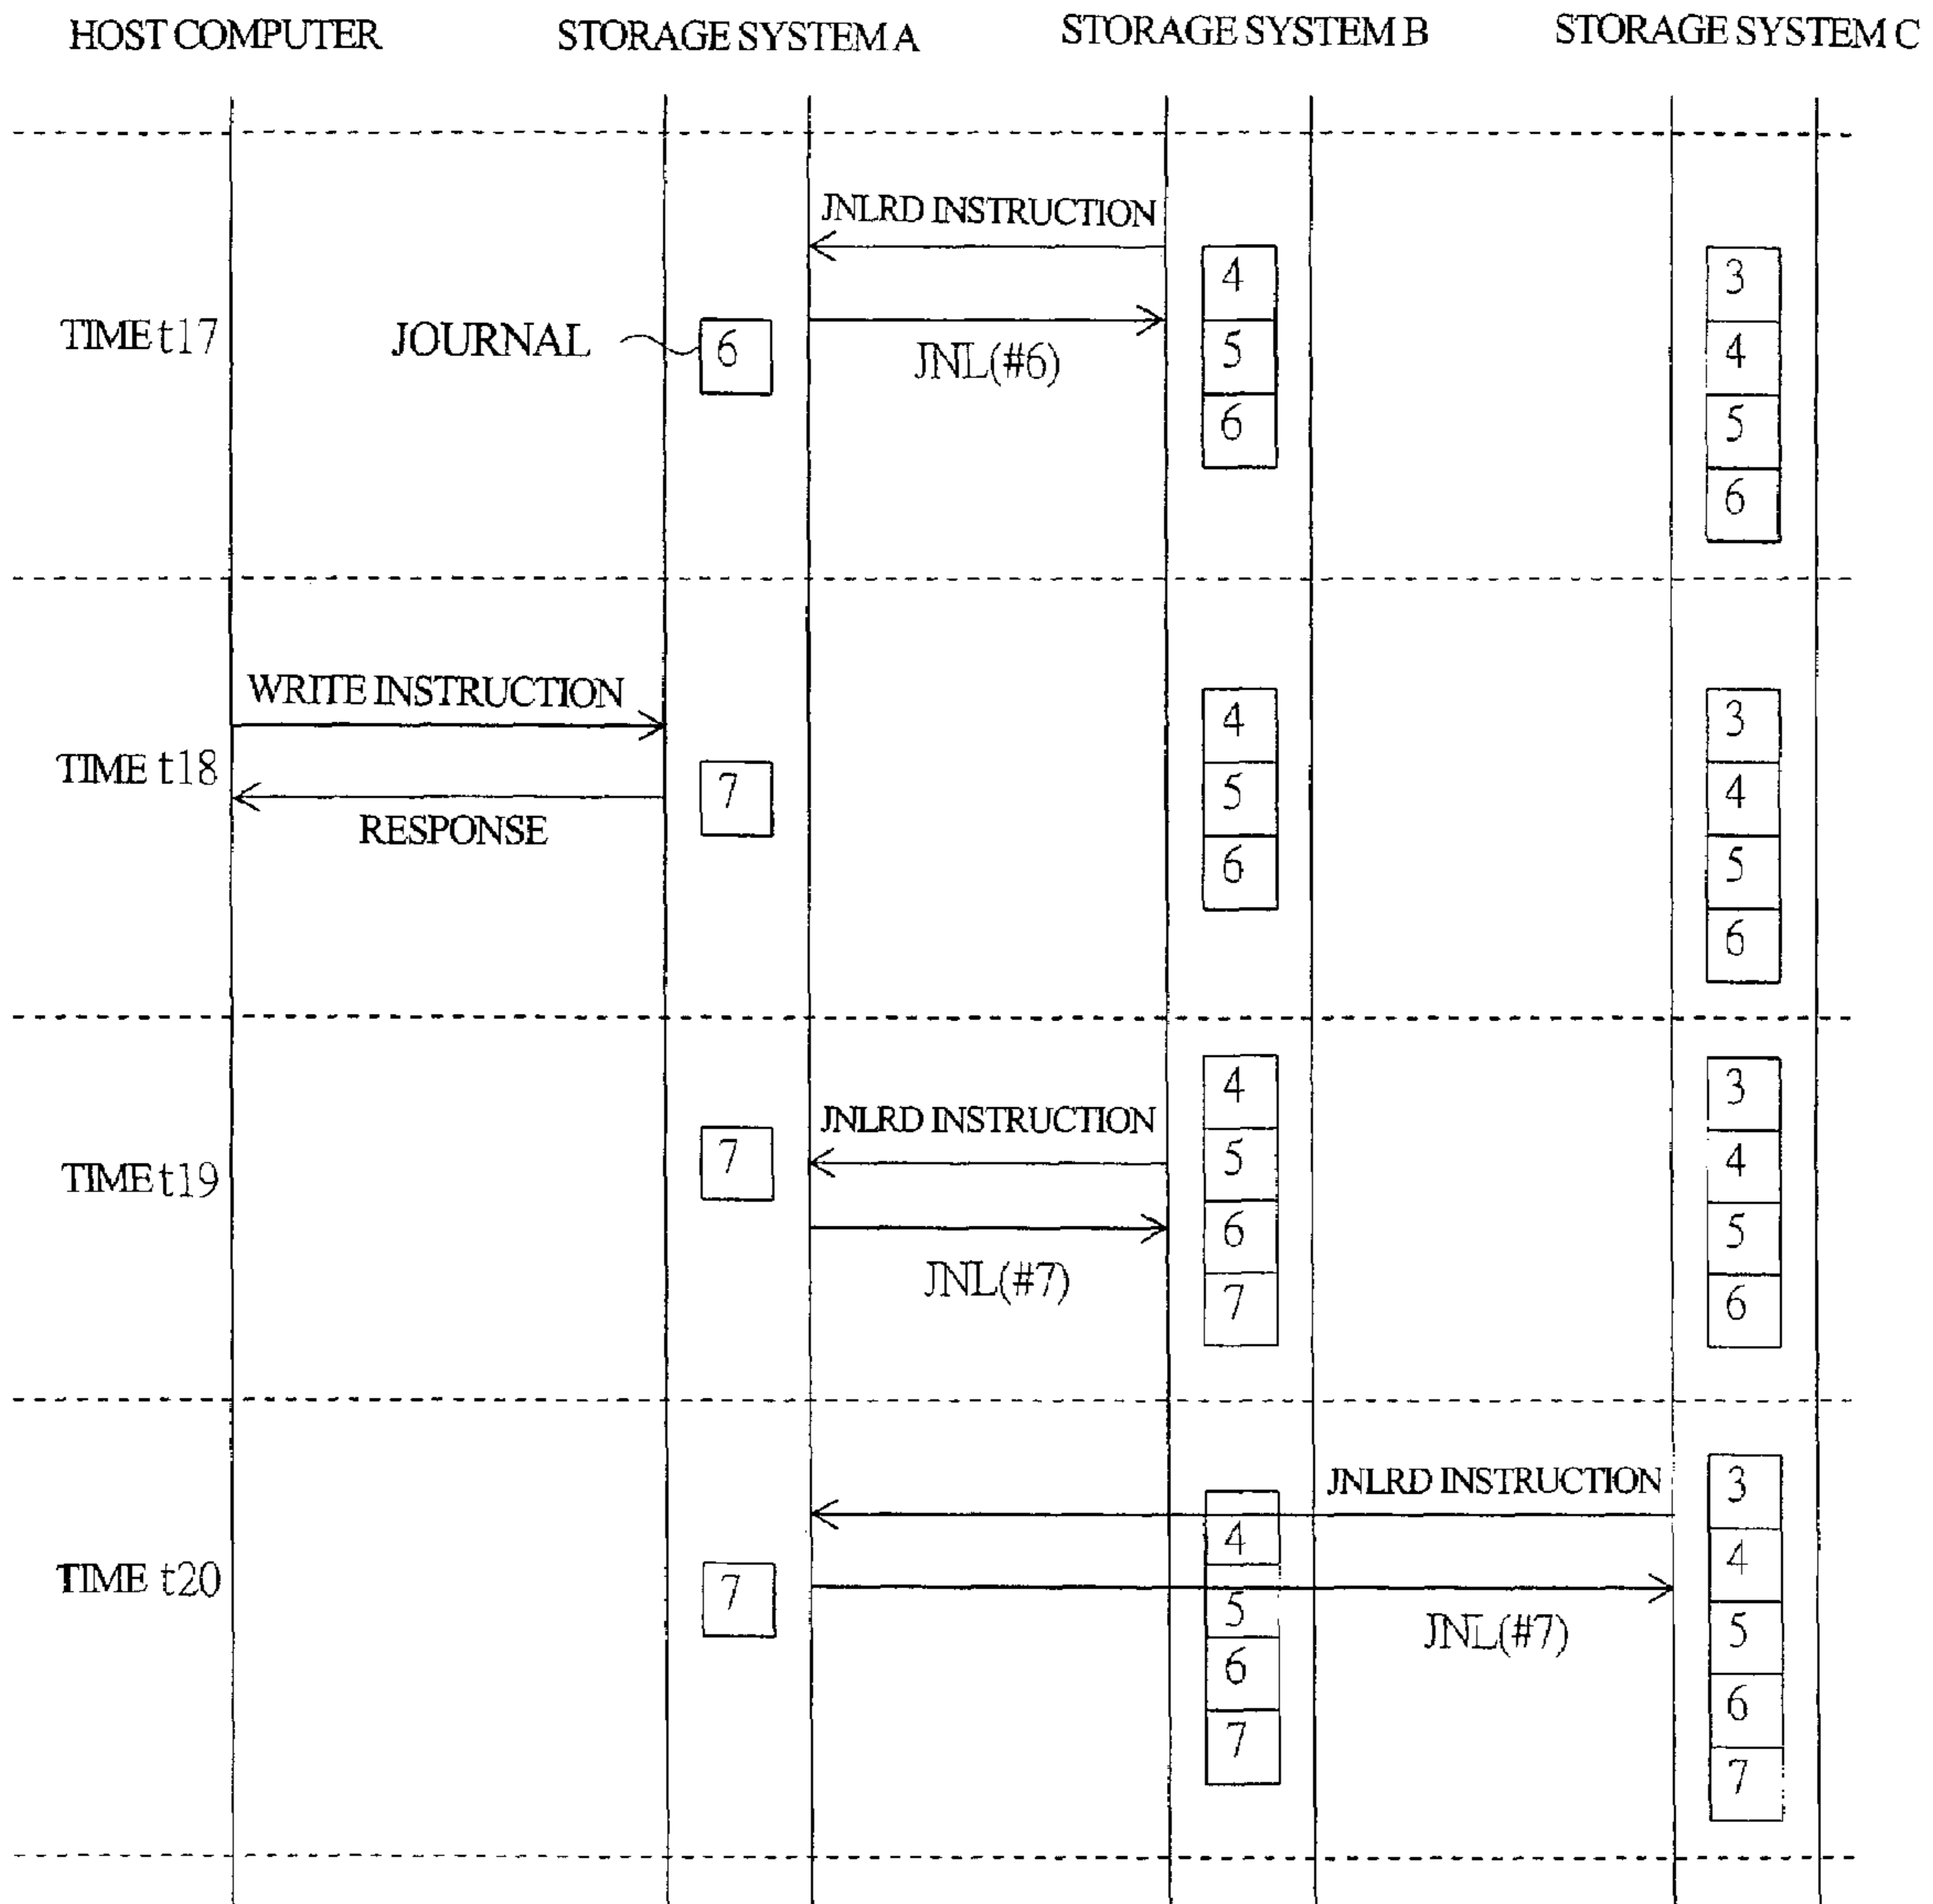 HOST COMPUTER STORAGE SYSTEM A STORAGE SYSTEM B STORAGE SYSTEM C
JNLRD INSTRUCTION
TIME t17 JOURNAL 6 JNL(#6)
4
5
6
3
4
5
6
WRITE INSTRUCTION
TIME t18
RESPONSE
7
4
5
6
3
4
5
6
JNLRD INSTRUCTION
TIME t19
7
JNL(#7)
4
5
6
7
3
4
5
6
JNLRD INSTRUCTION
TIME t20
7
4
5
6
7
JNL(#7)
3
4
5
6
7